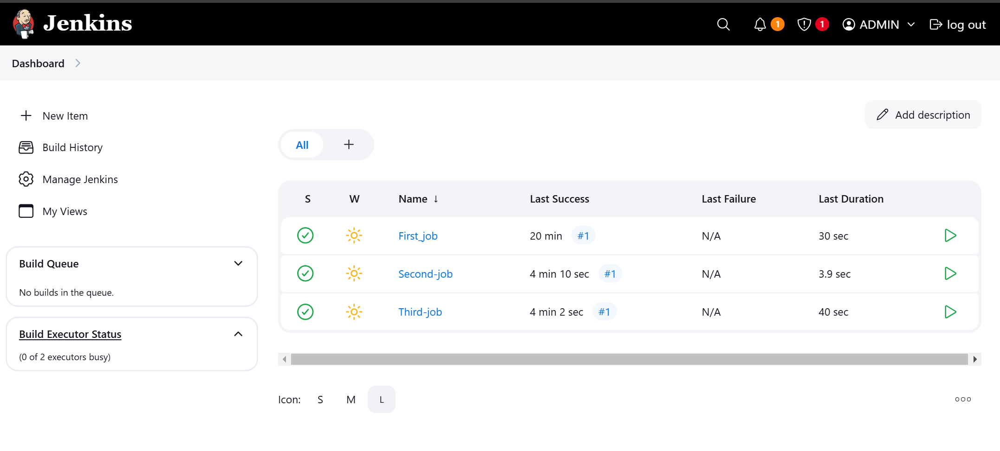 Jenkins
1
1
ADMIN
log out
Dashboard
New Item
Build History
Manage Jenkins
My Views
Build Queue
No builds in the queue.
Build Executor Status
(0 of 2 executors busy)
Add description
All
S W Name ↓ Last Success Last Failure Last Duration
First_job 20 min #1 N/A 30 sec
Second-job 4 min 10 sec #1 N/A 3.9 sec
Third-job 4 min 2 sec #1 N/A 40 sec
Icon: S M L